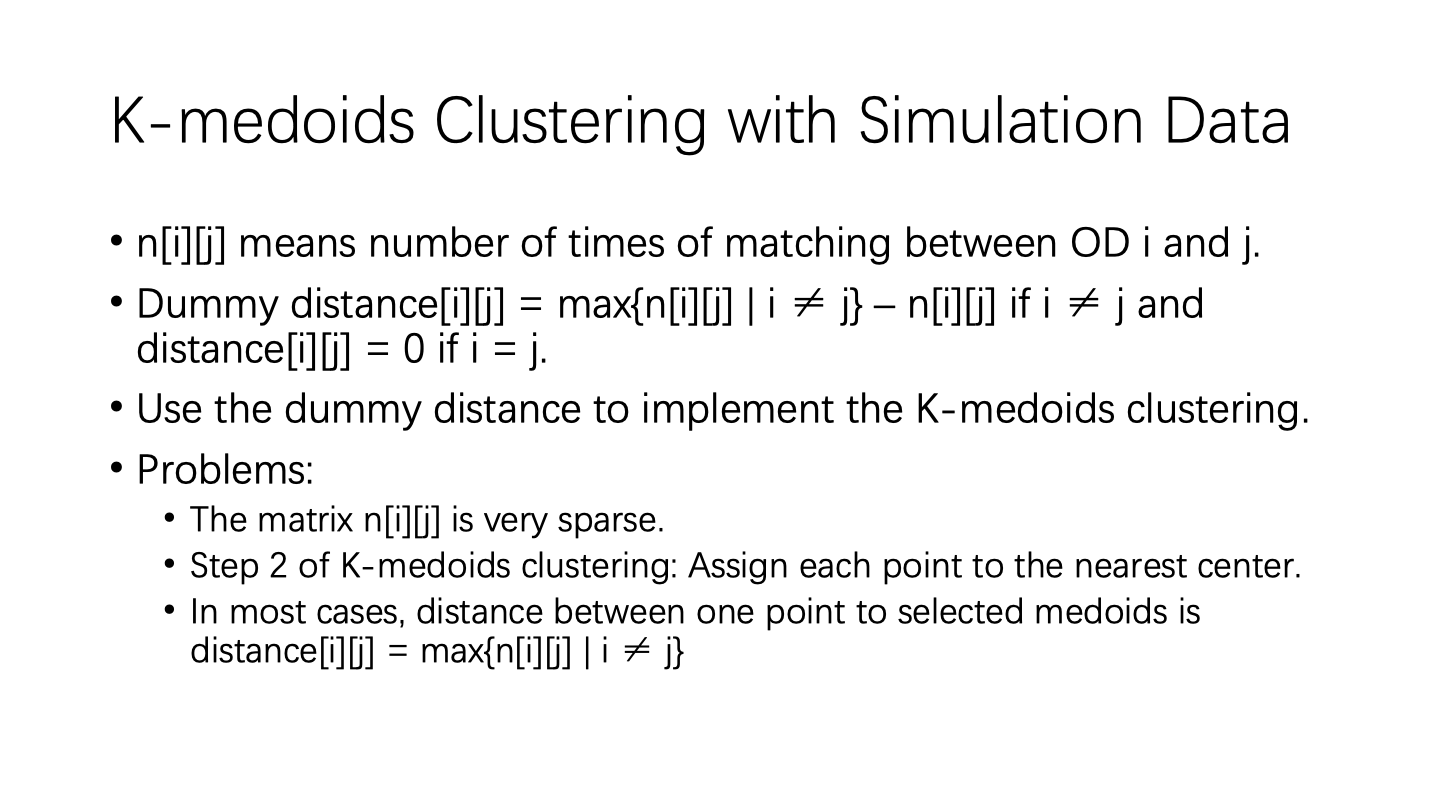 K-medoids Clustering with Simulation Data
• n[i][j] means number of times of matching between OD i and j.
• Dummy distance[i][j] = max{n[i][j] | i ≠ j} – n[i][j] if i ≠ j and
distance[i][j] = 0 if i = j.
• Use the dummy distance to implement the K-medoids clustering.
• Problems:
• The matrix n[i][j] is very sparse.
• Step 2 of K-medoids clustering: Assign each point to the nearest center.
• In most cases, distance between one point to selected medoids is
distance[i][j] = max{n[i][j] | i ≠ j}